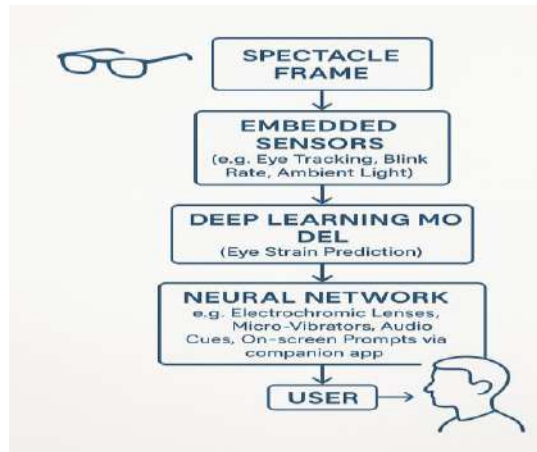 SPECTACLE
FRAME
EMBEDDED
SENSORS
(e.g. Eye Tracking, Blink
Rate, Ambient Light)
DEEP LEARNING MO
DEL
(Eye Strain Prediction)
NEURAL NETWORK
e.g. Electrochromic Lenses,
Micro-Vibrators, Audio
Cues, On-screen Prompts via
companion app
USER